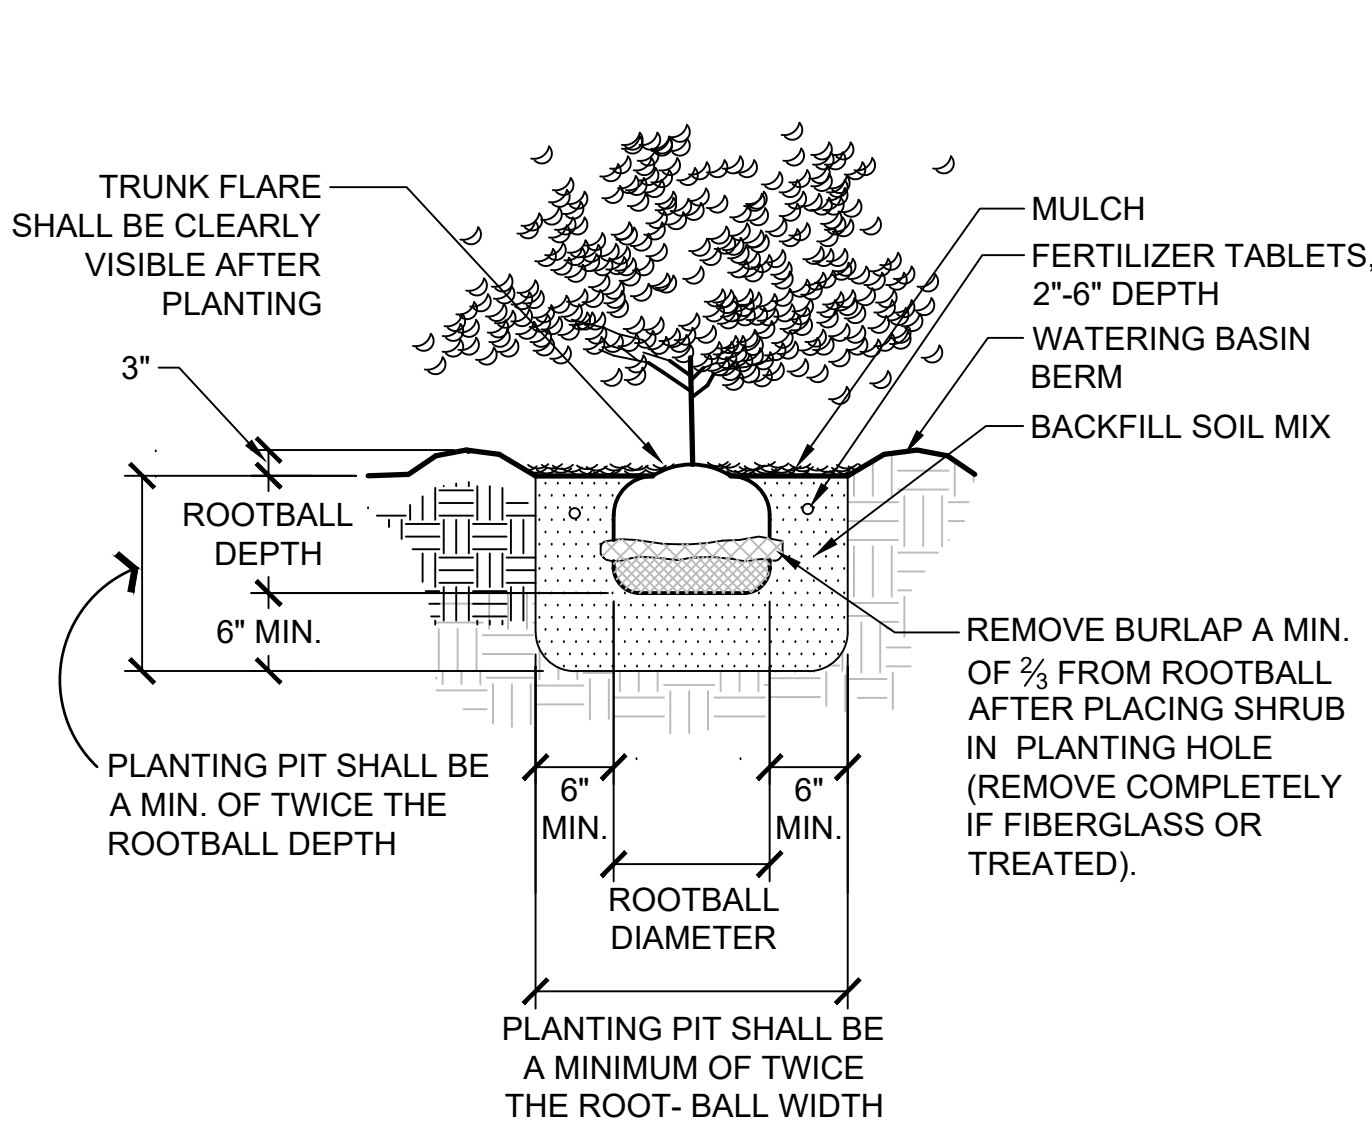 TRUNK FLARE
SHALL BE CLEARLY
VISIBLE AFTER
PLANTING
3"
MULCH
FERTILIZER TABLETS,
2"-6" DEPTH
WATERING BASIN
BERM
BACKFILL SOIL MIX
ROOTBALL
DEPTH
6" MIN.
REMOVE BURLAP A MIN.
OF ⅔ FROM ROOTBALL
AFTER PLACING SHRUB
IN PLANTING HOLE
(REMOVE COMPLETELY
IF FIBERGLASS OR
TREATED).
PLANTING PIT SHALL BE
A MIN. OF TWICE THE
ROOTBALL DEPTH
6"
MIN.
6"
MIN.
ROOTBALL
DIAMETER
PLANTING PIT SHALL BE
A MINIMUM OF TWICE
THE ROOT- BALL WIDTH